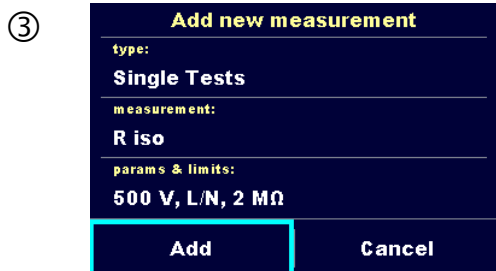 ③
Add new measurement
type:
Single Tests
measurement:
R iso
params & limits:
500 V, L/N, 2 MΩ
Add Cancel